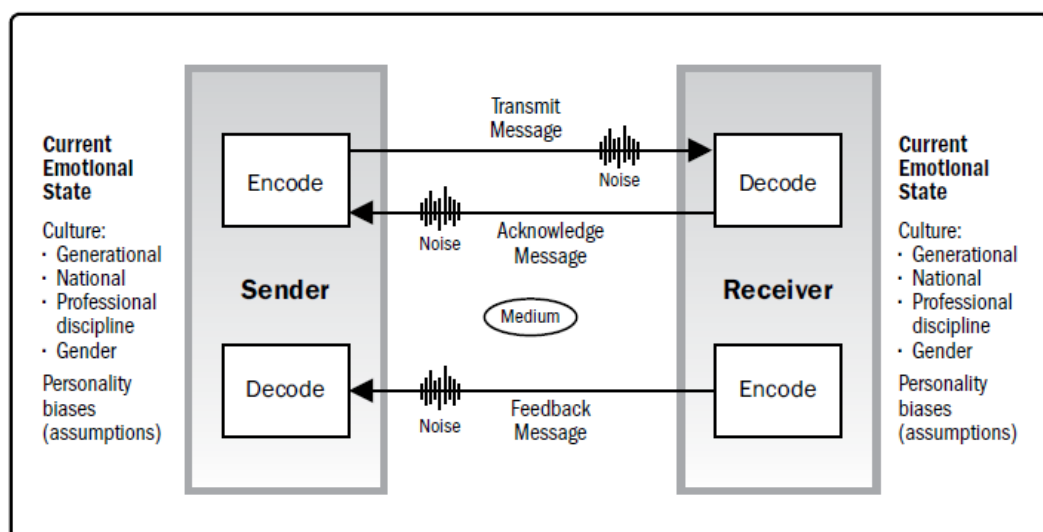 Current
Emotional
State
Culture:
· Generational
· National
· Professional
discipline
· Gender
Personality
biases
(assumptions)
Encode
Sender
Decode
Transmit
Message
Noise
Noise
Acknowledge
Message
Medium
Noise
Feedback
Message
Decode
Receiver
Encode
Current
Emotional
State
Culture:
· Generational
· National
· Professional
discipline
· Gender
Personality
biases
(assumptions)